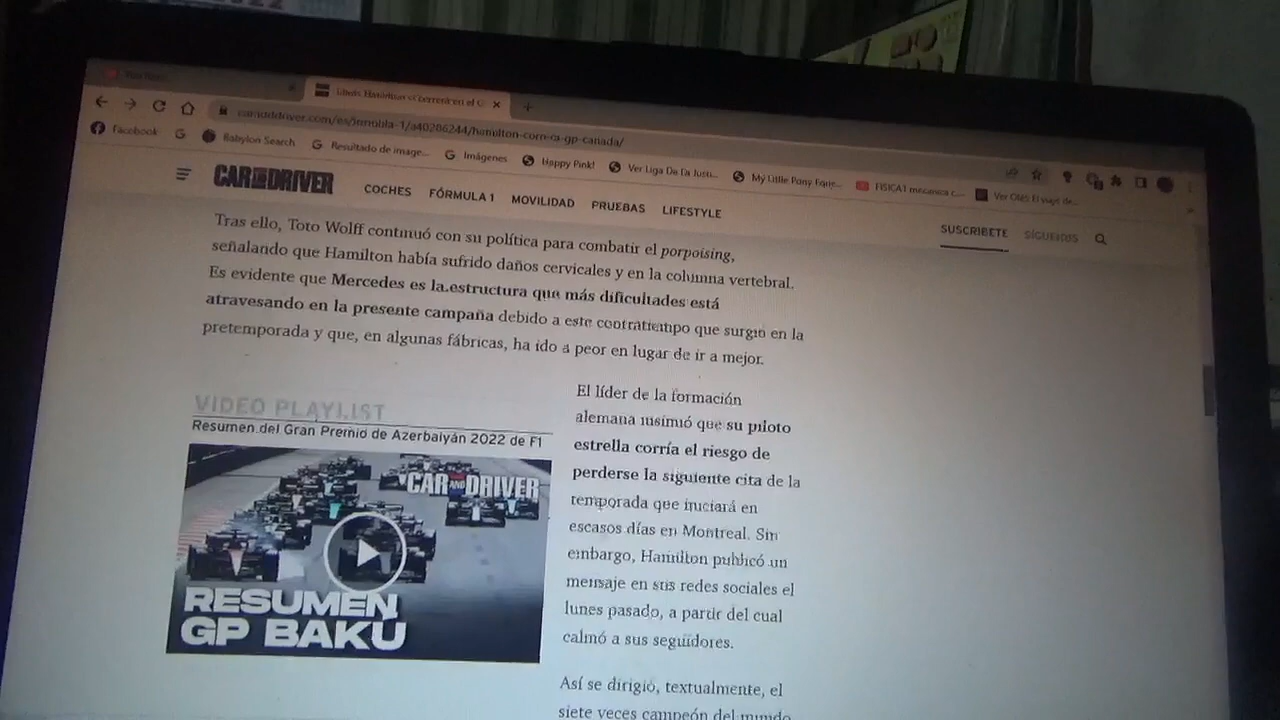 Lewis Hamilton: «Correré en el G
caranddriver.com/es/formula-1/a40286244/hamilton-corre-gp-canada/
Facebook
G
Babylon Search
Resultado de image...
Imágenes
Happy Pink!
Ver Liga De La Justi...
My Little Pony Eque...
FISICA1 mecanica c...
CAR AND DRIVER
COCHES
FÓRMULA 1
MOVILIDAD
PRUEBAS
LIFESTYLE
SUSCRIBETE
SÍGUENOS
Tras ello, Toto Wolff continuó con su política para combatir el porpoising,
señalando que Hamilton había sufrido daños cervicales y en la columna vertebral.
Es evidente que Mercedes es la estructura que más dificultades está
atravesando en la presente campaña debido a este contratiempo que surgió en la
pretemporada y que, en algunas fábricas, ha ido a peor en lugar de ir a mejor.
VIDEO PLAYLIST
Resumen del Gran Premio de Azerbaiyán 2022 de F1
CAR AND DRIVER
RESUMEN
GP BAKU
El líder de la formación
alemana insinuó que su piloto
estrella corría el riesgo de
perderse la siguiente cita de la
temporada que iniciará en
escasos días en Montreal. Sin
embargo, Hamilton publicó un
mensaje en sus redes sociales el
lunes pasado, a partir del cual
calmó a sus seguidores.
Así se dirigió, textualmente, el
siete veces campeón del mundo